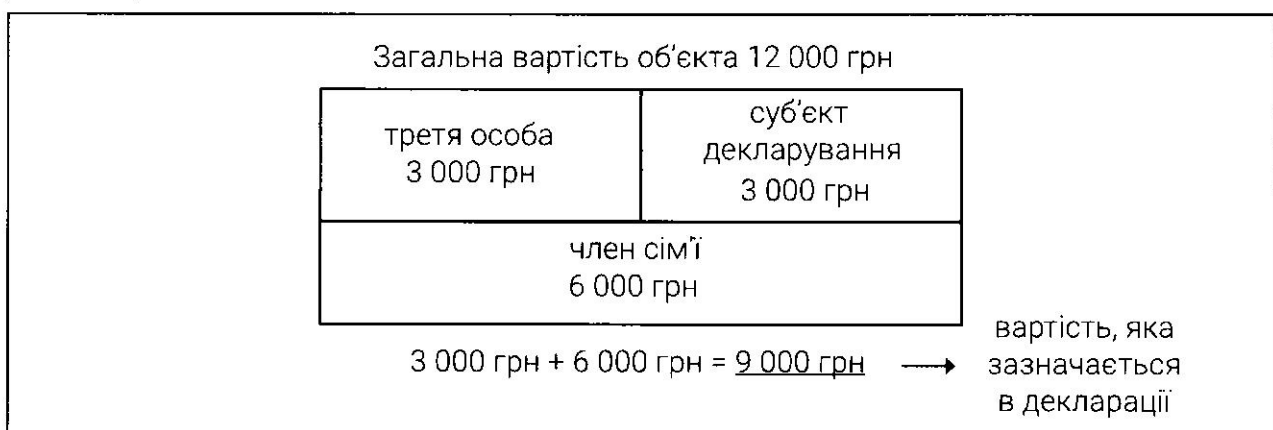 Загальна вартість об'єкта 12 000 грн
третя особа
3 000 грн
суб'єкт
декларування
3 000 грн
член сім'ї
6 000 грн
3 000 грн + 6 000 грн = 9 000 грн →
вартість, яка
зазначається
в декларації